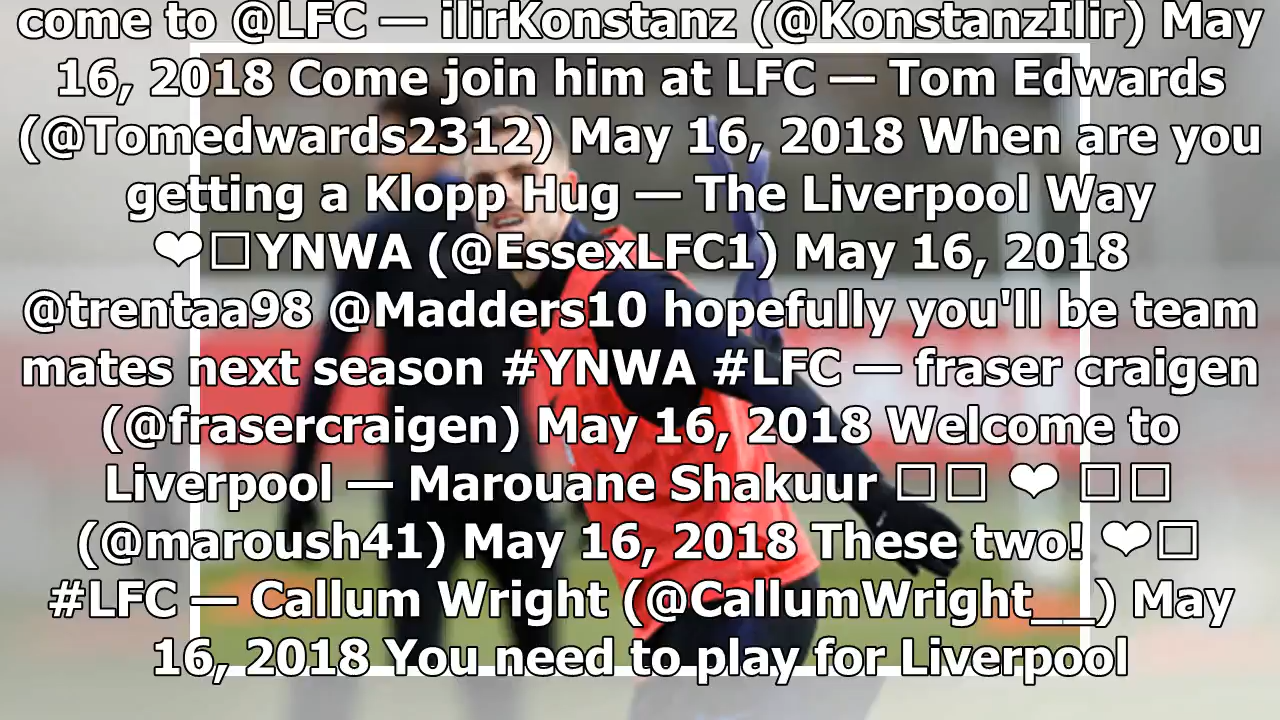 come to @LFC — ilirKonstanz (@KonstanzIlir) May
16, 2018 Come join him at LFC — Tom Edwards
(@Tomedwards2312) May 16, 2018 When are you
getting a Klopp Hug — The Liverpool Way
❤□YNWA (@EssexLFC1) May 16, 2018
@trentaa98 @Madders10 hopefully you'll be team
mates next season #YNWA #LFC — fraser craigen
(@frasercraigen) May 16, 2018 Welcome to
Liverpool — Marouane Shakuur □□ ❤ □□
(@maroush41) May 16, 2018 These two! ❤□
#LFC — Callum Wright (@CallumWright__) May
16, 2018 You need to play for Liverpool